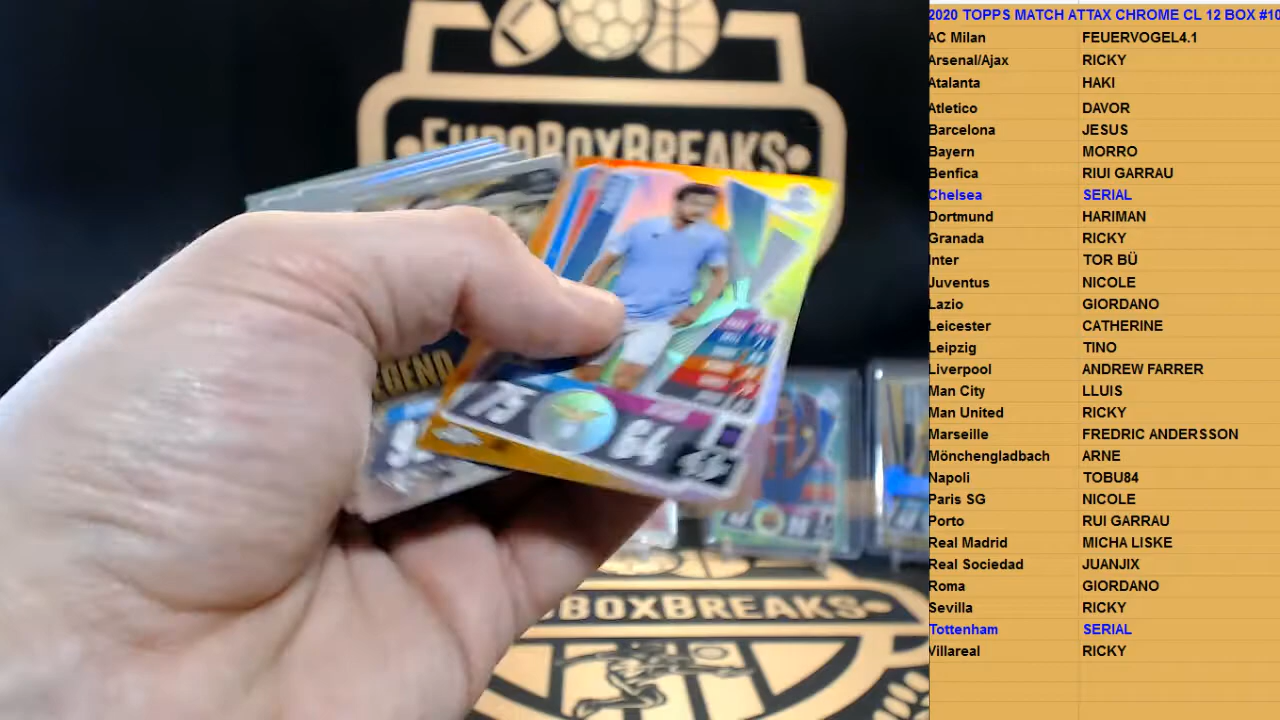 EUROBOXBREAKS
LEGEND
75
64
BOXBREAKS
2020 TOPPS MATCH ATTAX CHROME CL 12 BOX #10
AC Milan FEUERVOGEL4.1
Arsenal/Ajax RICKY
Atalanta HAKI
Atletico DAVOR
Barcelona JESUS
Bayern MORRO
Benfica RIUI GARRAU
Chelsea SERIAL
Dortmund HARIMAN
Granada RICKY
Inter TOR BÜ
Juventus NICOLE
Lazio GIORDANO
Leicester CATHERINE
Leipzig TINO
Liverpool ANDREW FARRER
Man City LLUIS
Man United RICKY
Marseille FREDRIC ANDERSSON
Mönchengladbach ARNE
Napoli TOBU84
Paris SG NICOLE
Porto RUI GARRAU
Real Madrid MICHA LISKE
Real Sociedad JUANJIX
Roma GIORDANO
Sevilla RICKY
Tottenham SERIAL
Villareal RICKY